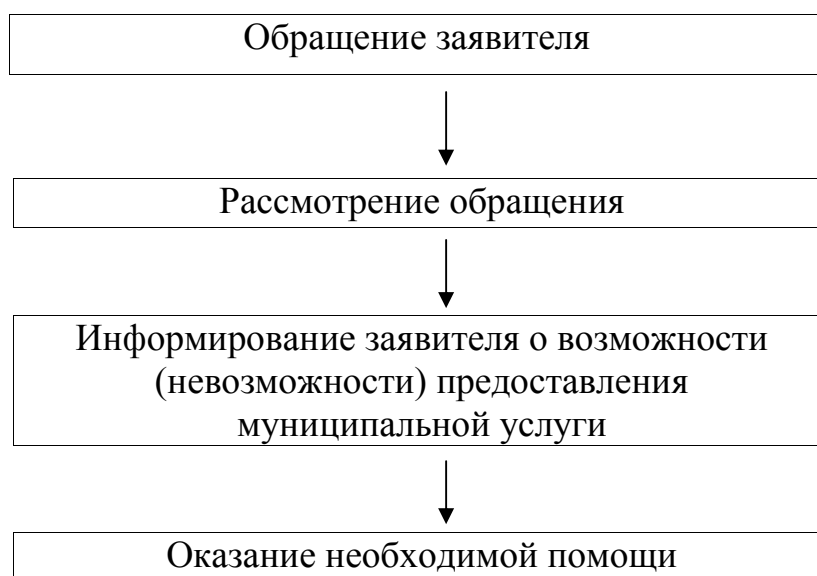 Обращение заявителя
Рассмотрение обращения
Информирование заявителя о возможности
(невозможности) предоставления
муниципальной услуги
Оказание необходимой помощи